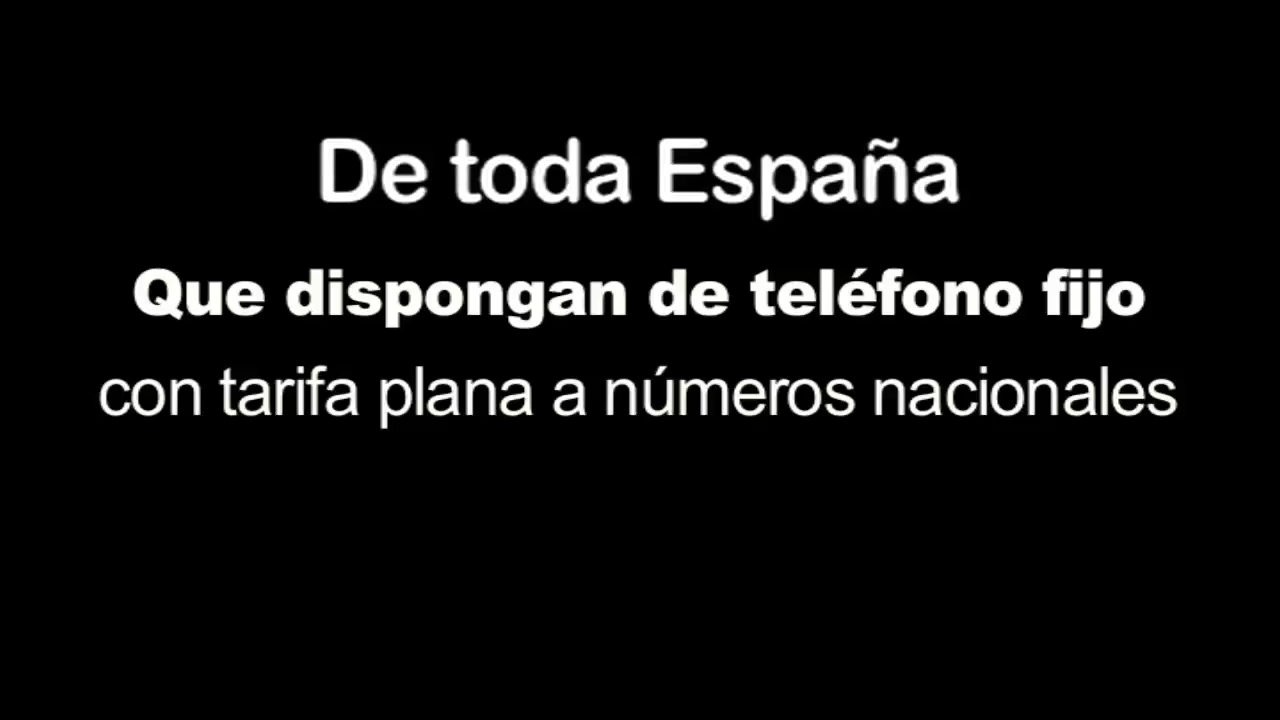 De toda España
Que dispongan de teléfono fijo
con tarifa plana a números nacionales